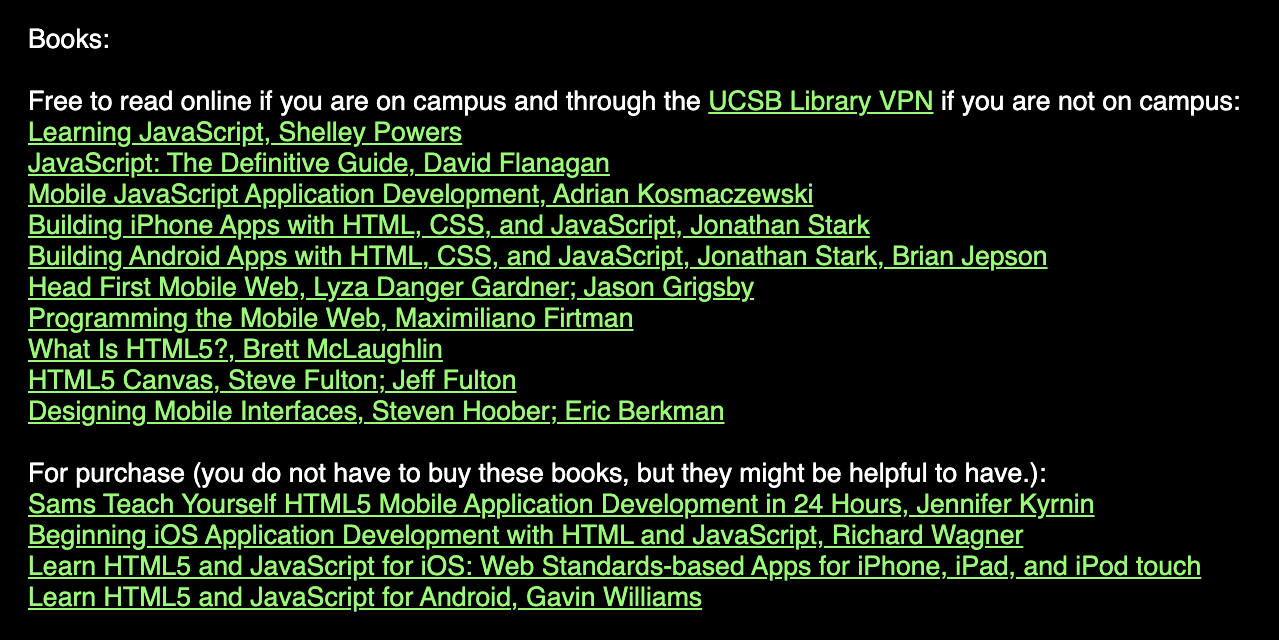 Books:
Free to read online if you are on campus and through the UCSB Library VPN if you are not on campus:
Learning JavaScript, Shelley Powers
JavaScript: The Definitive Guide, David Flanagan
Mobile JavaScript Application Development, Adrian Kosmaczewski
Building iPhone Apps with HTML, CSS, and JavaScript, Jonathan Stark
Building Android Apps with HTML, CSS, and JavaScript, Jonathan Stark, Brian Jepson
Head First Mobile Web, Lyza Danger Gardner; Jason Grigsby
Programming the Mobile Web, Maximiliano Firtman
What Is HTML5?, Brett McLaughlin
HTML5 Canvas, Steve Fulton; Jeff Fulton
Designing Mobile Interfaces, Steven Hoober; Eric Berkman
For purchase (you do not have to buy these books, but they might be helpful to have.):
Sams Teach Yourself HTML5 Mobile Application Development in 24 Hours, Jennifer Kyrnin
Beginning iOS Application Development with HTML and JavaScript, Richard Wagner
Learn HTML5 and JavaScript for iOS: Web Standards-based Apps for iPhone, iPad, and iPod touch
Learn HTML5 and JavaScript for Android, Gavin Williams